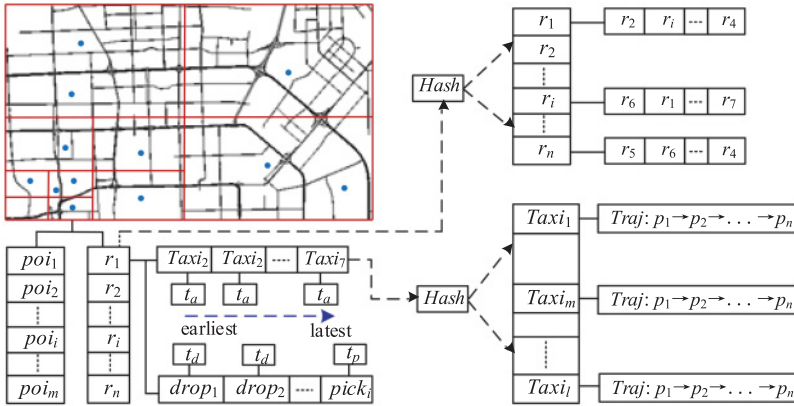 Hash
r1 r2 ri r4
r2
ri r6 r1 r7
rn r5 r6 r4
poi1
poi2
poii
poim
r1
r2
ri
rn
Taxi2 Taxi2 Taxi7
ta ta ta
earliest latest
td td tp
drop1 drop2 picki
Hash
Taxi1 Traj: p1→p2→. . .→pn
Taxim Traj: p1→p2→. . .→pn
Taxil Traj: p1→p2→. . .→pn